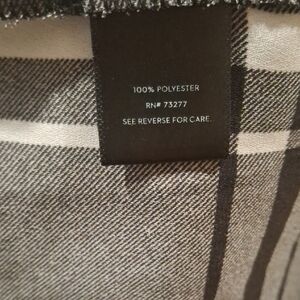 100% POLYESTER
RN# 73277
SEE REVERSE FOR CARE.